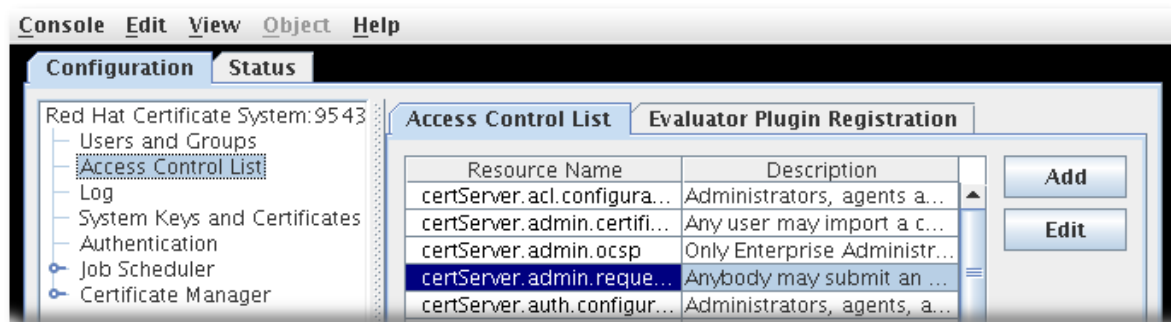 Console Edit View Object Help
Configuration Status
Red Hat Certificate System:9543
Users and Groups
Access Control List
Log
System Keys and Certificates
Authentication
Job Scheduler
Certificate Manager
Access Control List Evaluator Plugin Registration
Resource Name Description
certServer.acl.configura... Administrators, agents a...
certServer.admin.certifi... Any user may import a c...
certServer.admin.ocsp Only Enterprise Administr...
certServer.admin.reque... Anybody may submit an ...
certServer.auth.configur... Administrators, agents, a...
Add
Edit